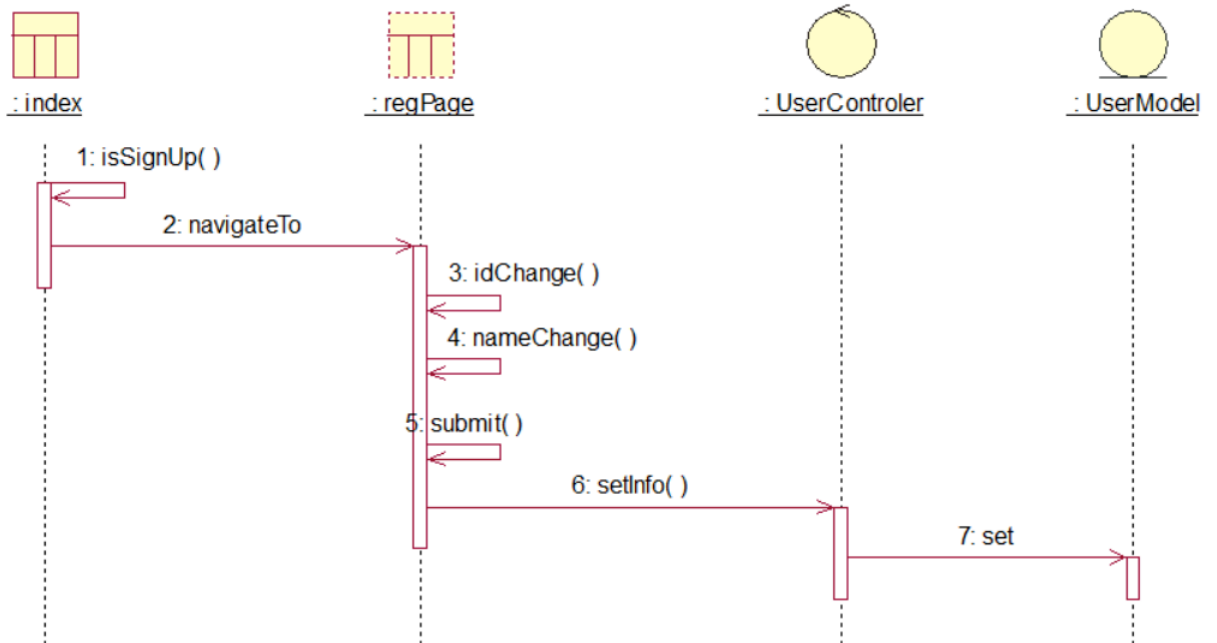 : index
: regPage
: UserControler
: UserModel
1: isSignUp( )
2: navigateTo
3: idChange( )
4: nameChange( )
5: submit( )
6: setInfo( )
7: set